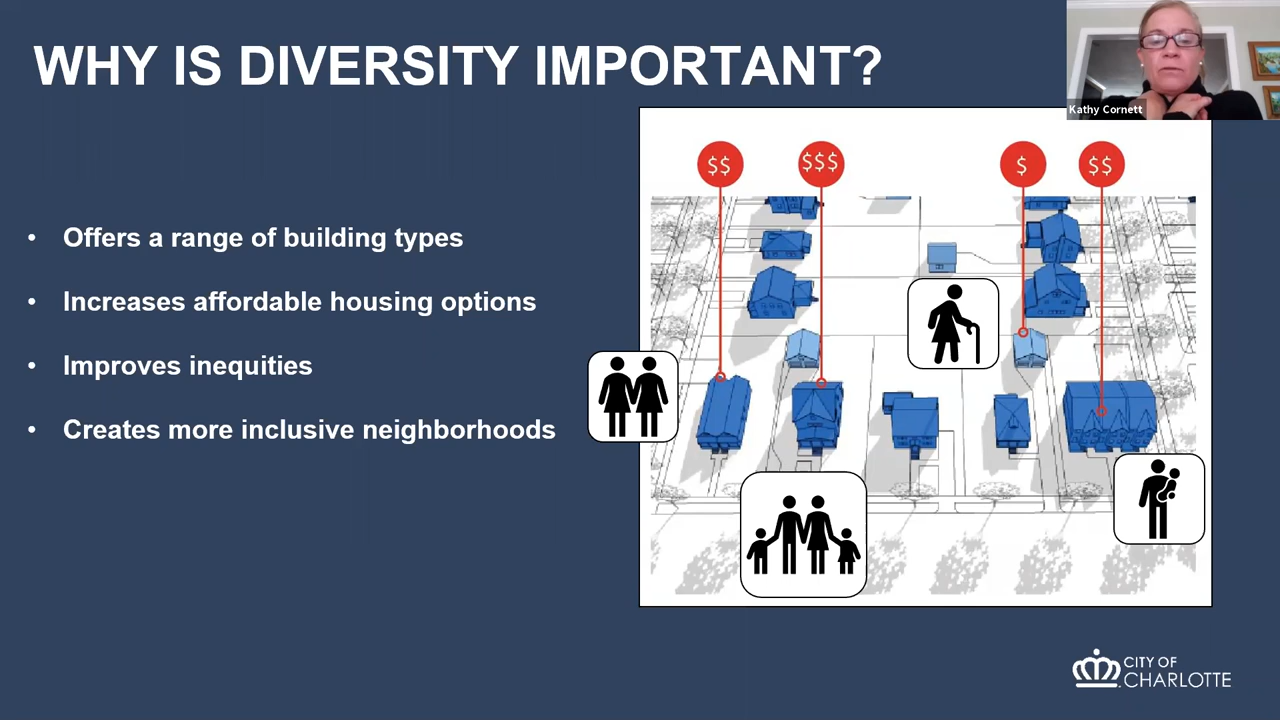 WHY IS DIVERSITY IMPORTANT?
Kathy Cornett
• Offers a range of building types
• Increases affordable housing options
• Improves inequities
• Creates more inclusive neighborhoods
$$
$$$
$
$$
CITY OF
CHARLOTTE